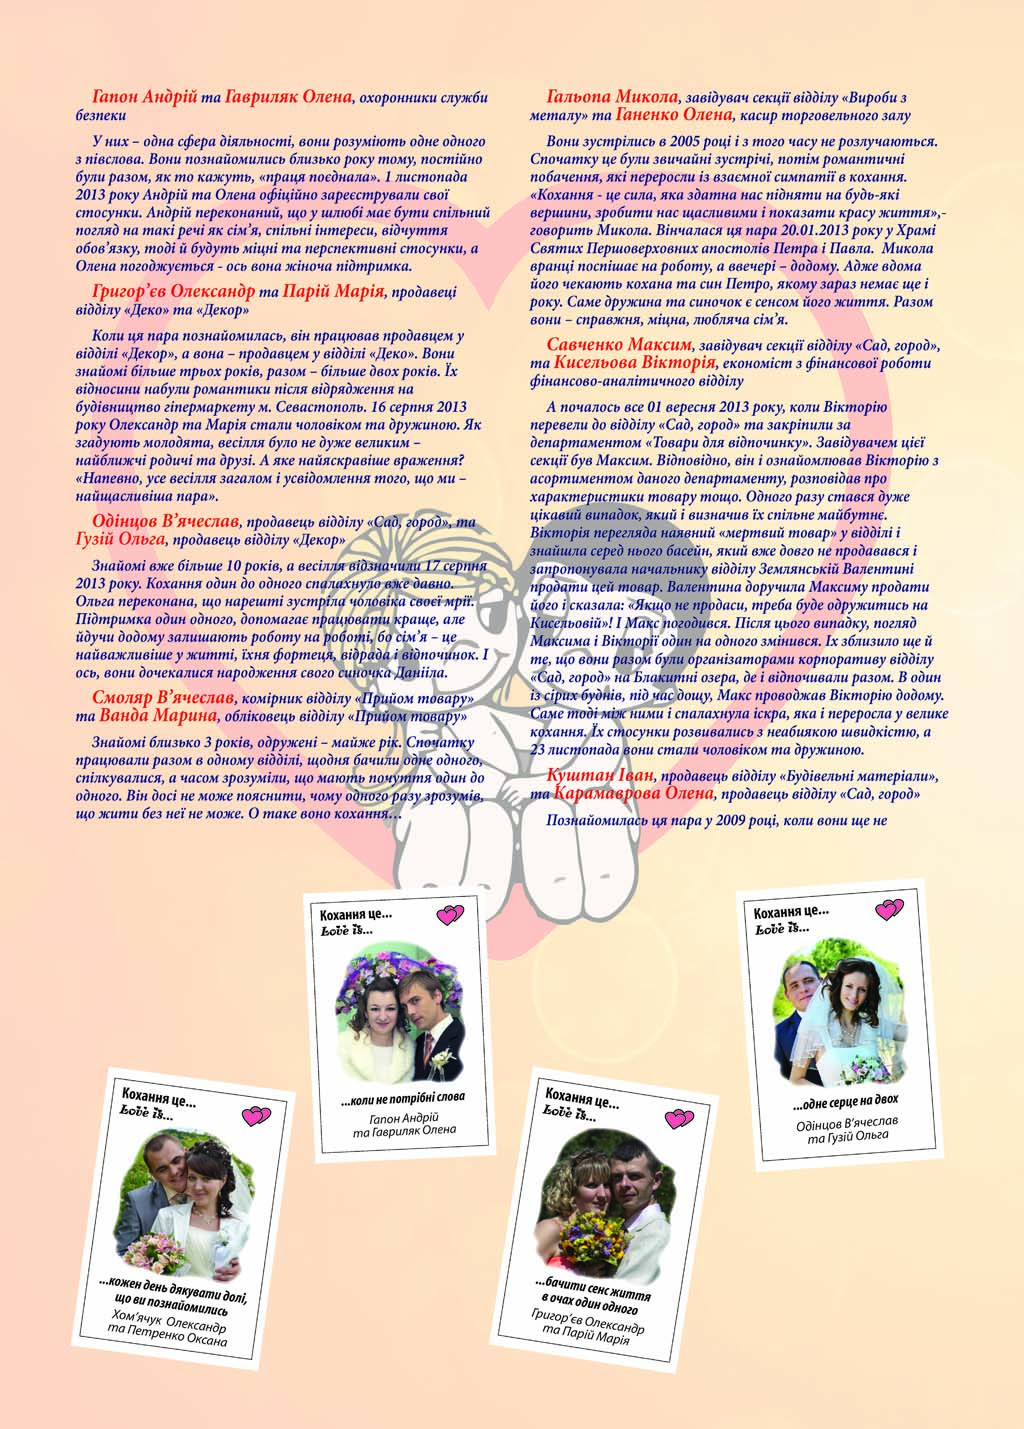 Гапон Андрій та Гавриляк Олена, охоронники служби
безпеки
У них – одна сфера діяльності, вони розуміють одне одного
з півслова. Вони познайомились близько року тому, постійно
були разом, як то кажуть, «праця поєднала». 1 листопада
2013 року Андрій та Олена офіційно зареєстрували свої
стосунки. Андрій переконаний, що у шлюбі має бути спільний
погляд на такі речі як сім’я, спільні інтереси, відчуття
обов’язку, тоді й будуть міцні та перспективні стосунки, а
Олена погоджується - ось вона жіноча підтримка.
Григор’єв Олександр та Парій Марія, продавеці
відділу «Деко» та «Декор»
Коли ця пара познайомилась, він працював продавцем у
відділі «Декор», а вона – продавцем у відділі «Деко». Вони
знайомі більше трьох років, разом – більше двох років. Їх
відносини набули романтики після відрядження на
будівництво гіпермаркету м. Севастополь. 16 серпня 2013
року Олександр та Марія стали чоловіком та дружиною. Як
згадують молодята, весілля було не дуже великим –
найближчі родичі та друзі. А яке найяскравіше враження?
«Напевно, усе весілля загалом і усвідомлення того, що ми –
найщасливіша пара».
Одінцов В’ячеслав, продавець відділу «Сад, город», та
Гузій Ольга, продавець відділу «Декор»
Знайомі вже більше 10 років, а весілля відзначили 17 серпня
2013 року. Кохання один до одного спалахнуло вже давно.
Ольга переконана, що нарешті зустріла чоловіка своєї мрії.
Підтримка один одного, допомагає працювати краще, але
йдучи додому залишають роботу на роботі, бо сім’я – це
найважливіше у житті, їхня фортеця, відрада і відпочинок. І
ось, вони дочекалися народження свого синочка Данііла.
Смоляр В’ячеслав, комірник відділу «Прийом товару»
та Ванда Марина, обліковець відділу «Прийом товару»
Знайомі близько 3 років, одружені – майже рік. Спочатку
працювали разом в одному відділі, щодня бачили одне одного,
спілкувалися, а часом зрозуміли, що мають почуття один до
одного. Він досі не може пояснити, чому одного разу зрозумів,
що жити без неї не може. О таке воно кохання…
Гальопа Микола, завідувач секції відділу «Вироби з
металу» та Ганенко Олена, касир торговельного залу
Вони зустрілись в 2005 році і з того часу не розлучаються.
Спочатку це були звичайні зустрічі, потім романтичні
побачення, які переросли із взаємної симпатії в кохання.
«Кохання - це сила, яка здатна нас підняти на будь-які
вершини, зробити нас щасливими і показати красу життя»,-
говорить Микола. Вінчалася ця пара 20.01.2013 року у Храмі
Святих Першоверховних апостолів Петра і Павла. Микола
вранці поспішає на роботу, а ввечері – додому. Адже вдома
його чекають кохана та син Петро, якому зараз немає ще і
року. Саме дружина та синочок є сенсом його життя. Разом
вони – справжня, міцна, любляча сім’я.
Савченко Максим, завідувач секції відділу «Сад, город»,
та Кисельова Вікторія, економіст з фінансової роботи
фінансово-аналітичного відділу
А почалось все 01 вересня 2013 року, коли Вікторію
перевели до відділу «Сад, город» та закріпили за
департаментом «Товари для відпочинку». Завідувачем цієї
секції був Максим. Відповідно, він і ознайомлював Вікторію з
асортиментом даного департаменту, розповідав про
характеристики товару тощо. Одного разу стався дуже
цікавий випадок, який і визначив їх спільне майбутнє.
Вікторія перегляда наявний «мертвий товар» у відділі і
знайшла серед нього басейн, який вже довго не продавався і
запропонувала начальнику відділу Землянській Валентині
продати цей товар. Валентина доручила Максиму продати
його і сказала: «Якщо не продаси, треба буде одружитись на
Кисельовій»! І Макс погодився. Після цього випадку, погляд
Максима і Вікторії один на одного змінився. Їх зблизило ще й
те, що вони разом були організаторами корпоративу відділу
«Сад, город» на Блакитні озера, де і відпочивали разом. В один
із сірих буднів, під час дощу, Макс проводжав Вікторію додому.
Саме тоді між ними і спалахнула іскра, яка і переросла у велике
кохання. Їх стосунки розвивались з неабиякою швидкістю, а
23 листопада вони стали чоловіком та дружиною.
Куштан Іван, продавець відділу «Будівельні матеріали»,
та Карамаврова Олена, продавець відділу «Сад, город»
Познайомилась ця пара у 2009 році, коли вони ще не
Кохання це...
Love is...
...коли не потрібні слова
Гапон Андрій
та Гавриляк Олена
Кохання це...
Love is...
...одне серце на двох
Одінцов В’ячеслав
та Гузій Ольга
Кохання це...
Love is...
...кожен день дякувати долі,
що ви познайомились
Хом’ячук Олександр
та Петренко Оксана
Кохання це...
Love is...
...бачити сенс життя
в очах один одного
Григор’єв Олександр
та Парій Марія